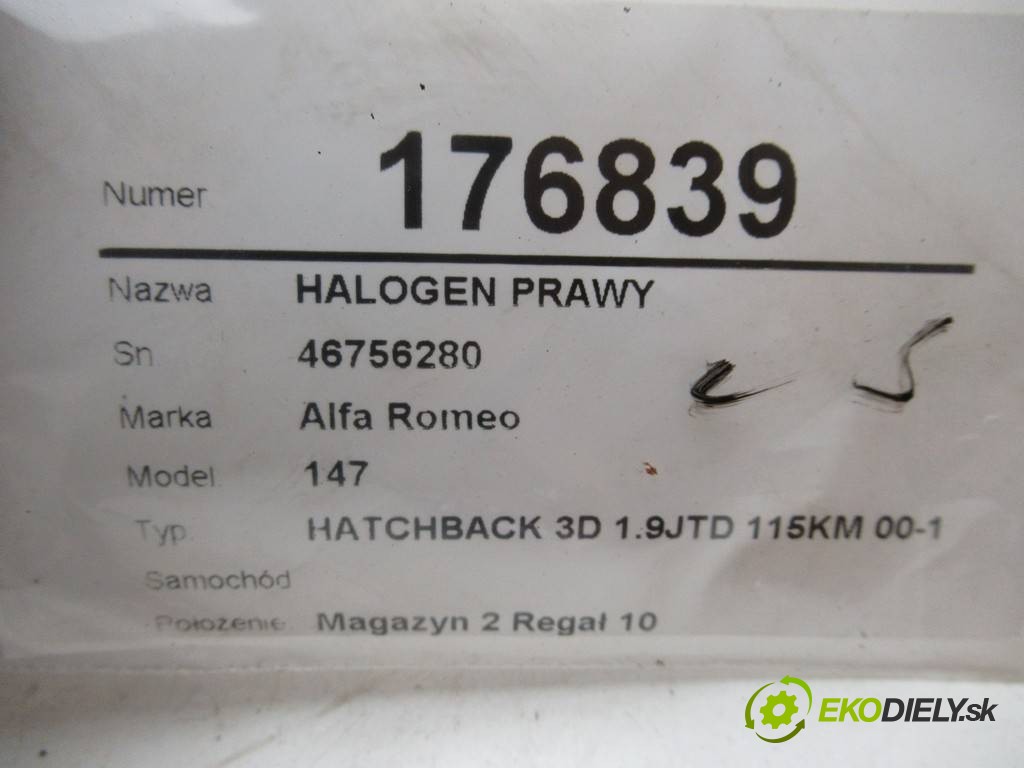 Numer 176839
Nazwa HALOGEN PRAWY
Sn 46756280
Marka Alfa Romeo
Model 147
Typ HATCHBACK 3D 1.9JTD 115KM 00-1
Samochód
Położenie Magazyn 2 Regał 10
EKODIELY.sk